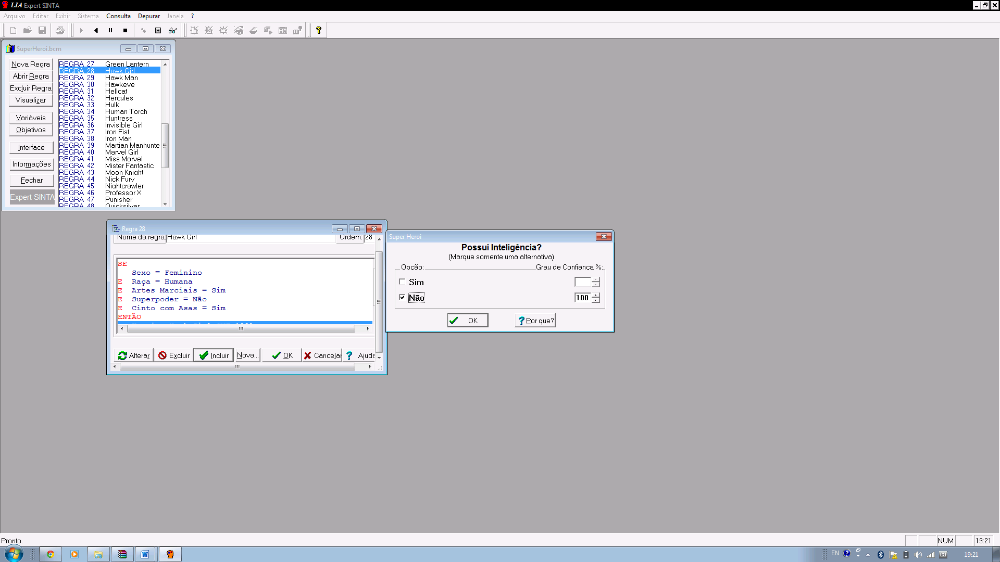 LIA Expert SINTA
Arquivo Editar Exibir Sistema Consulta Depurar Janela ?
SuperHeroi.bcm
Nova Regra
Abrir Regra
Excluir Regra
Visualizar
Variáveis
Objetivos
Interface
Informações
Fechar
Expert SINTA
REGRA 27 Green Lantern
REGRA 28 Hawk Girl
REGRA 29 Hawk Man
REGRA 30 Hawkeye
REGRA 31 Hellcat
REGRA 32 Hercules
REGRA 33 Hulk
REGRA 34 Human Torch
REGRA 35 Huntress
REGRA 36 Invisible Girl
REGRA 37 Iron Fist
REGRA 38 Iron Man
REGRA 39 Martian Manhunte
REGRA 40 Marvel Girl
REGRA 41 Miss Marvel
REGRA 42 Mister Fantastic
REGRA 43 Moon Knight
REGRA 44 Nick Fury
REGRA 45 Nightcrawler
REGRA 46 Professor X
REGRA 47 Punisher
REGRA 48 Quicksilver
Regra 28
Nome da regra: Hawk Girl Ordem: 28
SE
Sexo = Feminino
E Raça = Humana
E Artes Marciais = Sim
E Superpoder = Não
E Cinto com Asas = Sim
ENTÃO
Alterar Excluir Incluir Nova... OK Cancelar Ajuda
Super Heroi
Possui Inteligência?
(Marque somente uma alternativa)
Opção: Grau de Confiança %:
Sim
Não 100
OK Por que?
Pronto. NUM 19:21
EN 19:21